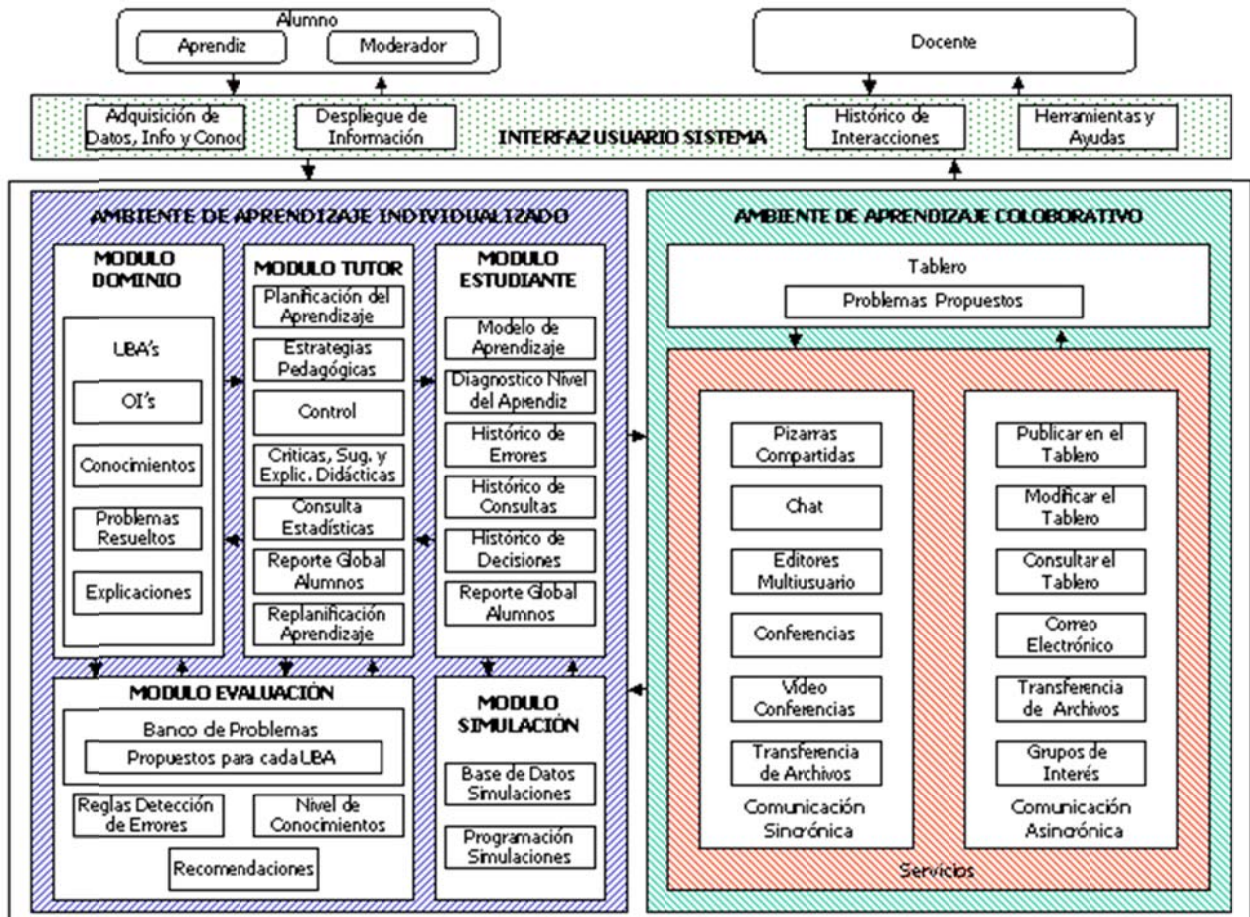 Alumno
Aprendiz
Moderador
Docente
Adquisición de
Datos, Info y Conoc
Despliegue de
Información
INTERFAZ USUARIO SISTEMA
Histórico de
Interacciones
Herramientas y
Ayudas
AMBIENTE DE APRENDIZAJE INDIVIDUALIZADO
MODULO
DOMINIO
UBA's
OI's
Conocimientos
Problemas
Resueltos
Explicaciones
MODULO TUTOR
Planificación del
Aprendizaje
Estrategias
Pedagógicas
Control
Criticas, Sug. y
Explic. Didácticas
Consulta
Estadísticas
Reporte Global
Alumnos
Replanificación
Aprendizaje
MODULO
ESTUDIANTE
Modelo de
Aprendizaje
Diagnostico Nivel
del Aprendiz
Histórico de
Errores
Histórico de
Consultas
Histórico de
Decisiones
Reporte Global
Alumnos
MODULO EVALUACIÓN
Banco de Problemas
Propuestos para cada UBA
Reglas Detección
de Errores
Nivel de
Conocimientos
Recomendaciones
MODULO
SIMULACIÓN
Base de Datos
Simulaciones
Programación
Simulaciones
AMBIENTE DE APRENDIZAJE COLOBORATIVO
Tablero
Problemas Propuestos
Pizarras
Compartidas
Chat
Editores
Multiusuario
Conferencias
Vídeo
Conferencias
Transferencia
de Archivos
Comunicación
Sincrónica
Publicar en el
Tablero
Modificar el
Tablero
Consultar el
Tablero
Correo
Electrónico
Transferencia
de Archivos
Grupos de
Interés
Comunicación
Asincrónica
Servicios